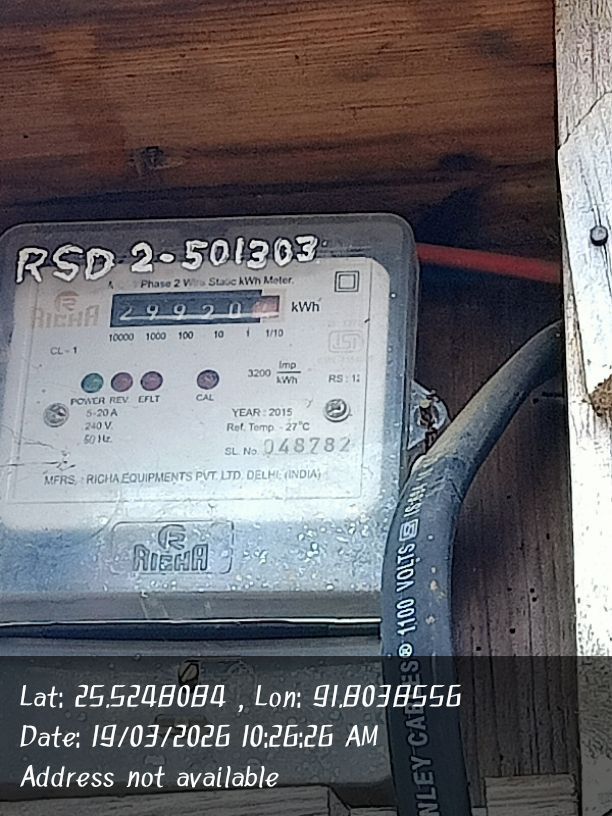 RSD 2-501303
Phase 2 Wire Static kWh Meter.
RICHA
29920 kWh
10000 1000 100 10 1 1/10
CL - 1
3200 Imp/kWh
RS : 12
POWER REV. EFLT CAL
5-20 A
240 V.
50 Hz.
YEAR : 2015
Ref. Temp. - 27°C
SL. No. 048782
MFRS. : RICHA EQUIPMENTS PVT. LTD. DELHI (INDIA)
RICHA
1100 VOLTS
NLEY CABLES®
Lat: 25.5248084 , Lon: 91.8038556
Date: 19/03/2026 10:26:26 AM
Address not available